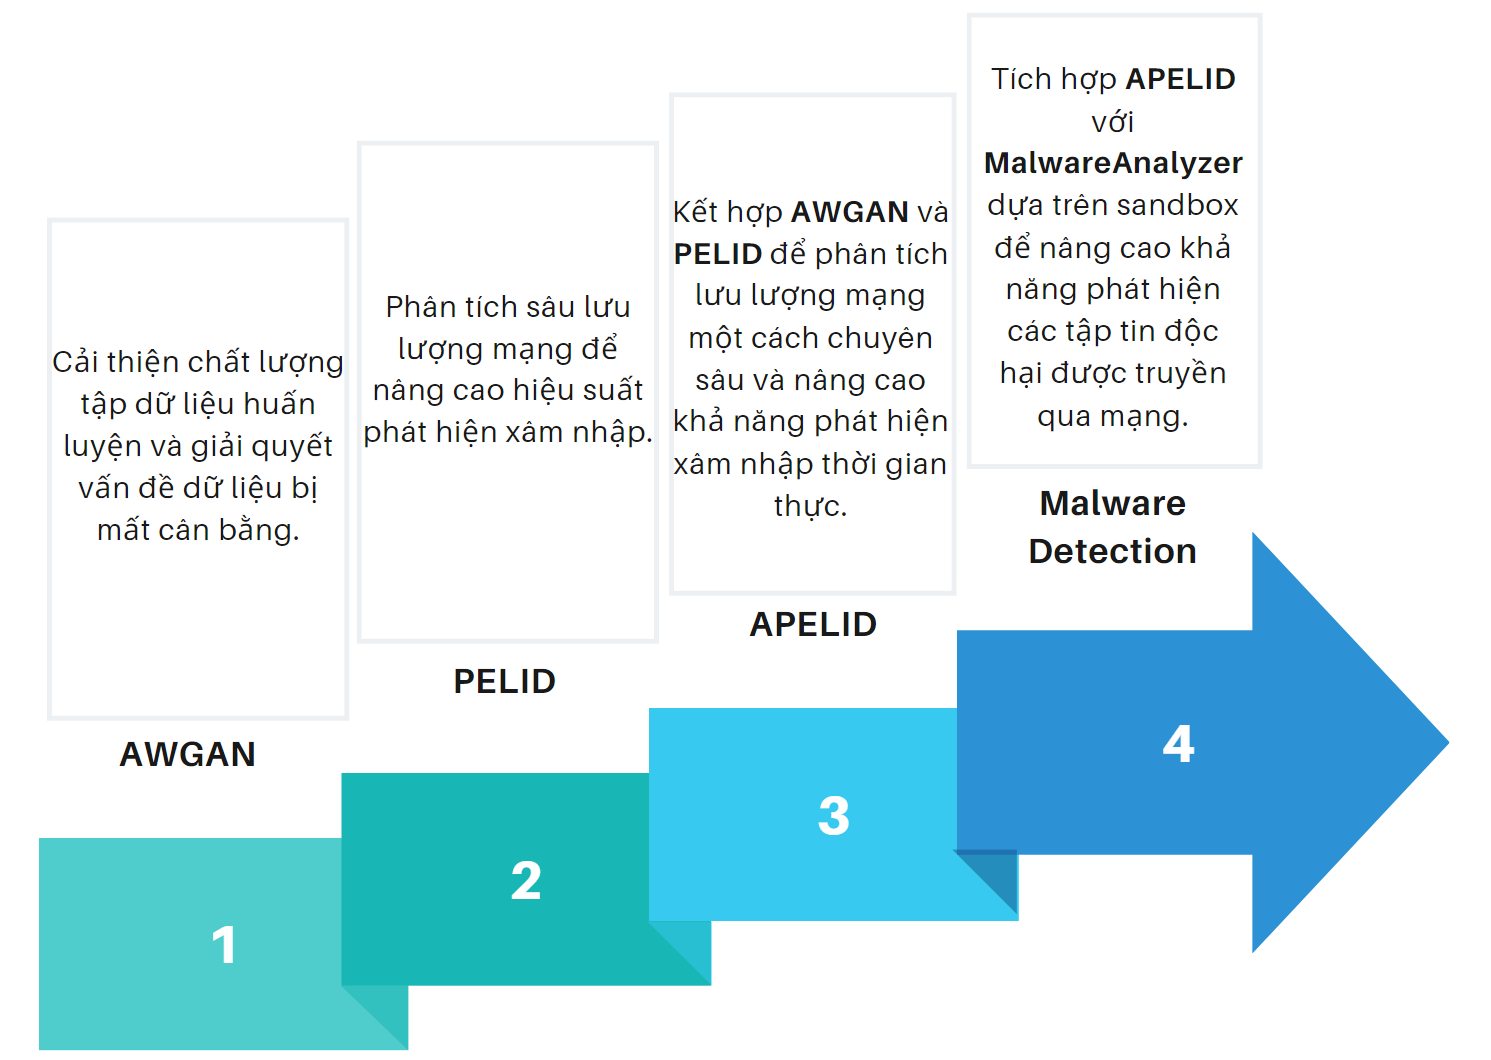 Cải thiện chất lượng
tập dữ liệu huấn
luyện và giải quyết
vấn đề dữ liệu bị
mất cân bằng.
AWGAN
1
Phân tích sâu lưu
lượng mạng để
nâng cao hiệu suất
phát hiện xâm nhập.
PELID
2
Kết hợp AWGAN và
PELID để phân tích
lưu lượng mạng
một cách chuyên
sâu và nâng cao
khả năng phát hiện
xâm nhập thời gian
thực.
APELID
3
Tích hợp APELID
với
MalwareAnalyzer
dựa trên sandbox
để nâng cao khả
năng phát hiện
các tập tin độc
hại được truyền
qua mạng.
Malware
Detection
4